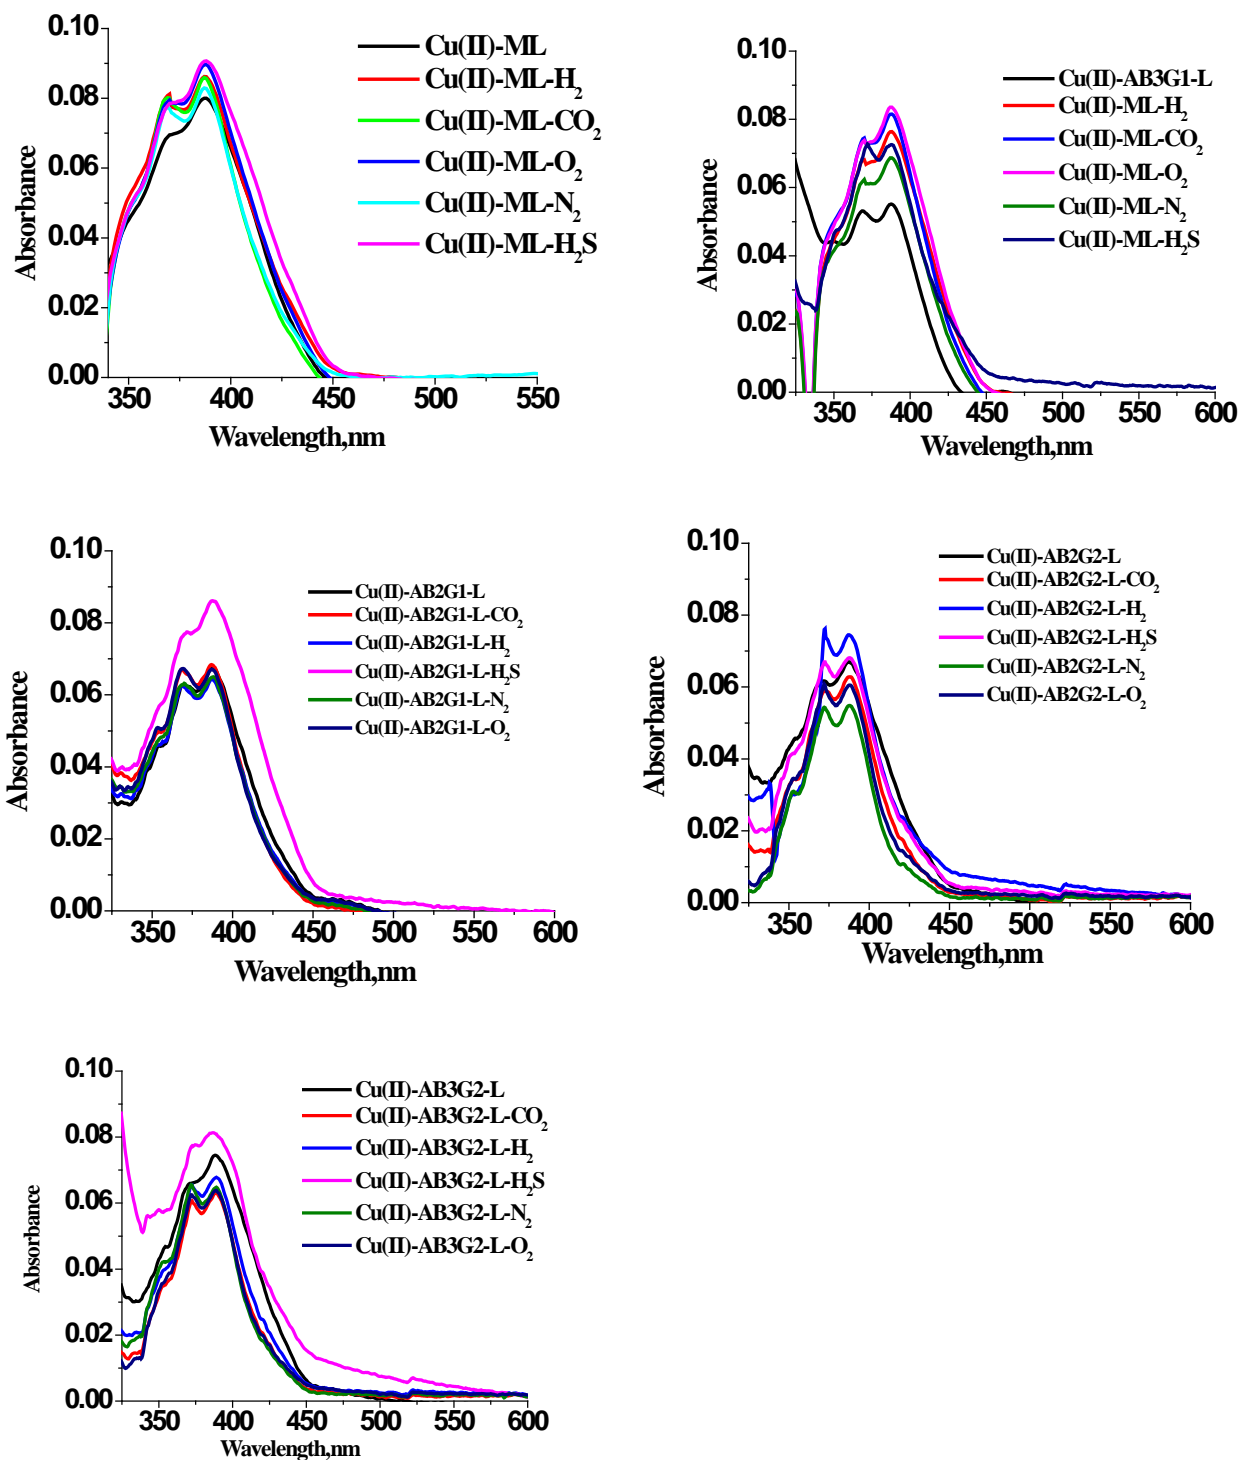 0.10
0.08
0.06
0.04
0.02
0.00
Absorbance
350 400 450 500 550
Wavelength,nm
Cu(II)-ML
Cu(II)-ML-H2
Cu(II)-ML-CO2
Cu(II)-ML-O2
Cu(II)-ML-N2
Cu(II)-ML-H2S
0.10
0.08
0.06
0.04
0.02
0.00
Absorbance
350 400 450 500 550 600
Wavelength,nm
Cu(II)-AB3G1-L
Cu(II)-ML-H2
Cu(II)-ML-CO2
Cu(II)-ML-O2
Cu(II)-ML-N2
Cu(II)-ML-H2S
0.10
0.08
0.06
0.04
0.02
0.00
Absorbance
350 400 450 500 550 600
Wavelength,nm
Cu(II)-AB2G1-L
Cu(II)-AB2G1-L-CO2
Cu(II)-AB2G1-L-H2
Cu(II)-AB2G1-L-H2S
Cu(II)-AB2G1-L-N2
Cu(II)-AB2G1-L-O2
0.10
0.08
0.06
0.04
0.02
0.00
Absorbance
350 400 450 500 550 600
Wavelength,nm
Cu(II)-AB2G2-L
Cu(II)-AB2G2-L-CO2
Cu(II)-AB2G2-L-H2
Cu(II)-AB2G2-L-H2S
Cu(II)-AB2G2-L-N2
Cu(II)-AB2G2-L-O2
0.10
0.08
0.06
0.04
0.02
0.00
Absorbance
350 400 450 500 550 600
Wavelength,nm
Cu(II)-AB3G2-L
Cu(II)-AB3G2-L-CO2
Cu(II)-AB3G2-L-H2
Cu(II)-AB3G2-L-H2S
Cu(II)-AB3G2-L-N2
Cu(II)-AB3G2-L-O2